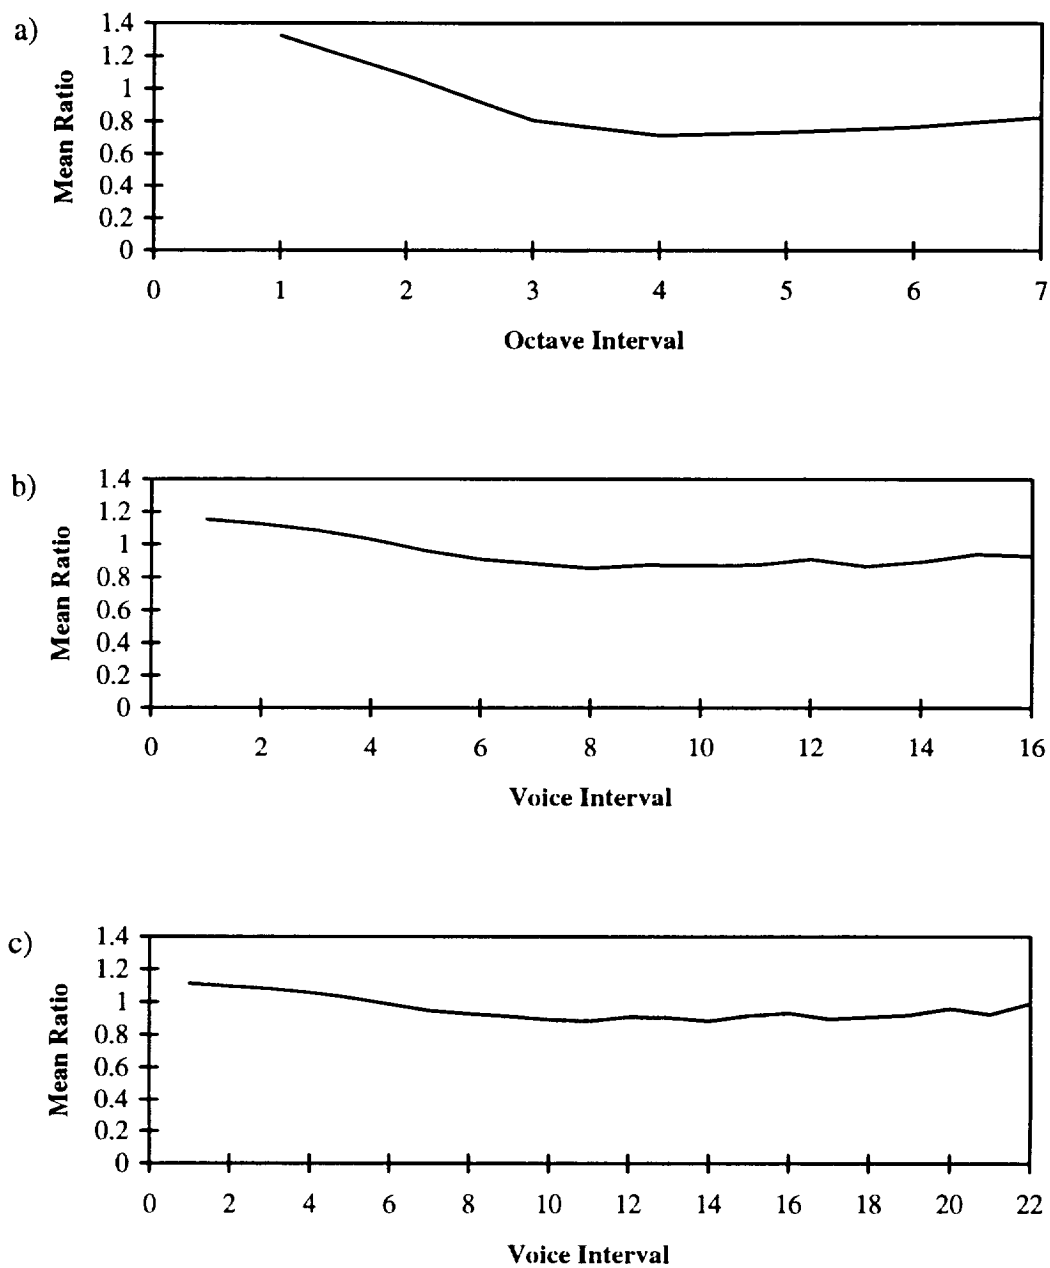 a)
1.4
1.2
1
0.8
0.6
0.4
0.2
0
Mean Ratio
0 1 2 3 4 5 6 7
Octave Interval
b)
1.4
1.2
1
0.8
0.6
0.4
0.2
0
Mean Ratio
0 2 4 6 8 10 12 14 16
Voice Interval
c)
1.4
1.2
1
0.8
0.6
0.4
0.2
0
Mean Ratio
0 2 4 6 8 10 12 14 16 18 20 22
Voice Interval